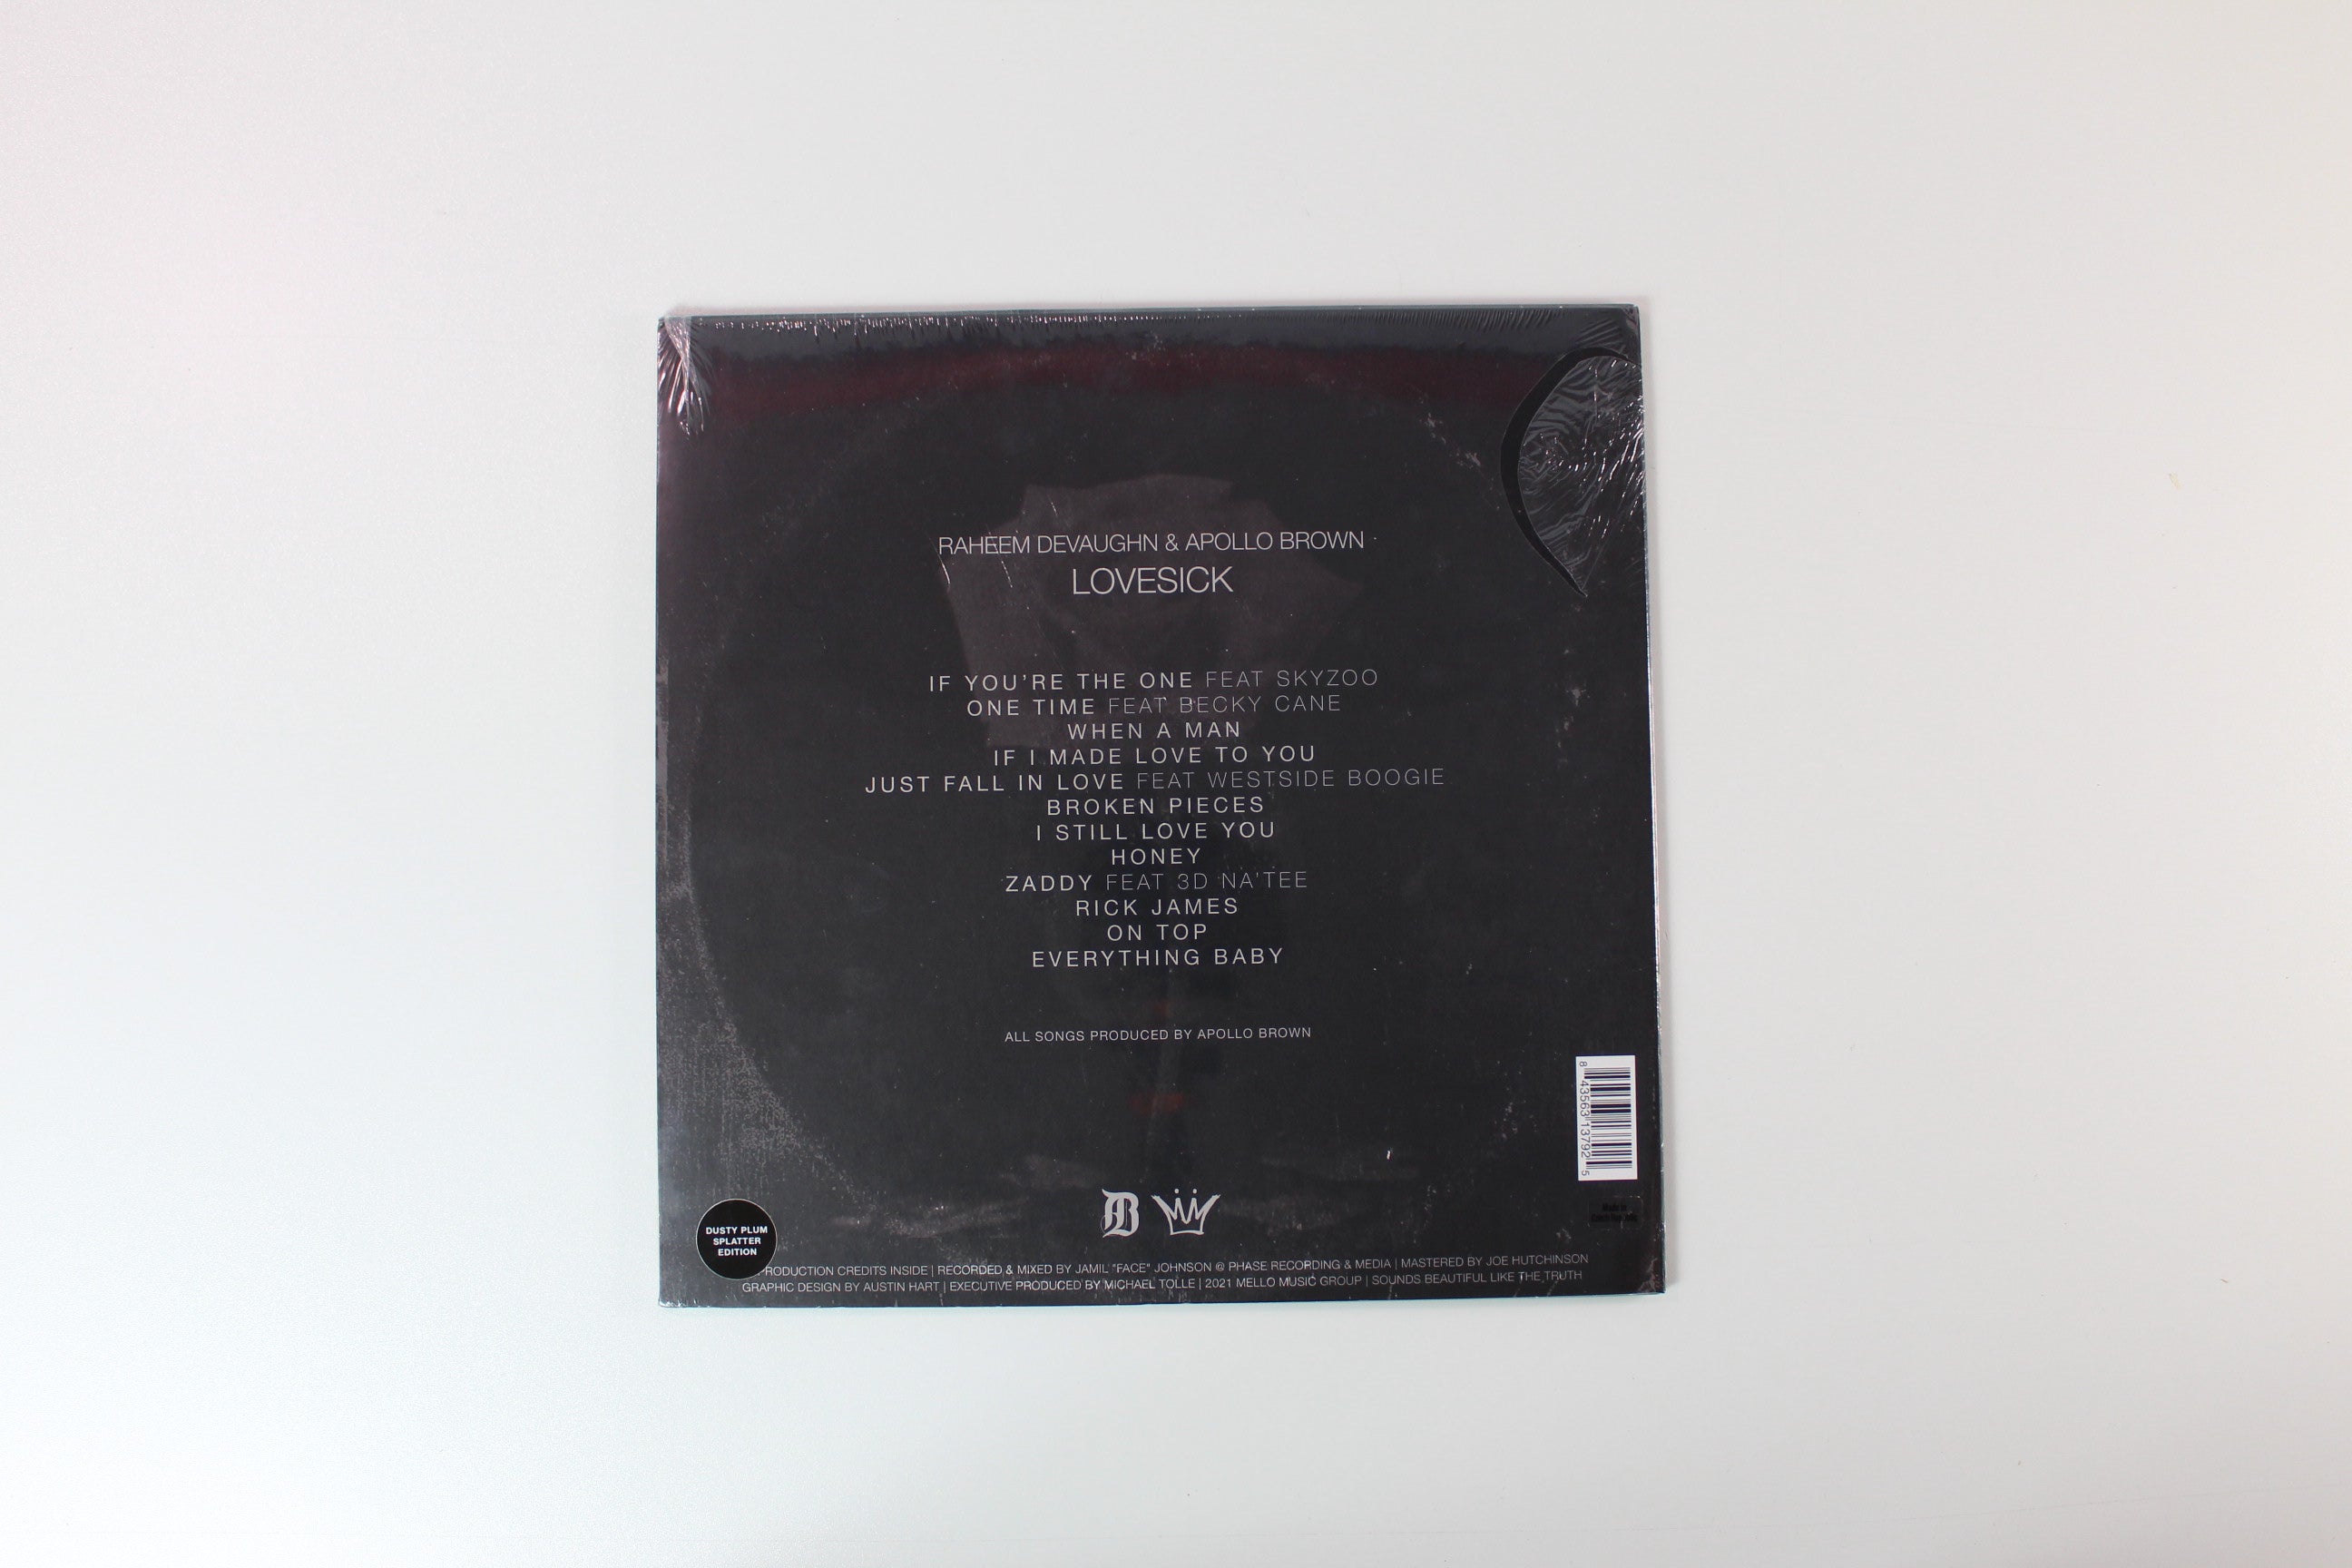 RAHEEM DEVAUGHN & APOLLO BROWN
LOVESICK
IF YOU'RE THE ONE FEAT SKYZOO
ONE TIME FEAT BECKY CANE
WHEN A MAN
IF I MADE LOVE TO YOU
JUST FALL IN LOVE FEAT WESTSIDE BOOGIE
BROKEN PIECES
I STILL LOVE YOU
HONEY
ZADDY FEAT 3D NA'TEE
RICK JAMES
ON TOP
EVERYTHING BABY
ALL SONGS PRODUCED BY APOLLO BROWN
8 43563 13792 5
DUSTY PLUM
SPLATTER
EDITION
PRODUCTION CREDITS INSIDE | RECORDED & MIXED BY JAMIL "FACE" JOHNSON @ PHASE RECORDING & MEDIA | MASTERED BY JOE HUTCHINSON
GRAPHIC DESIGN BY AUSTIN HART | EXECUTIVE PRODUCED BY MICHAEL TOLLE | 2021 MELLO MUSIC GROUP | SOUNDS BEAUTIFUL LIKE THE TRUTH